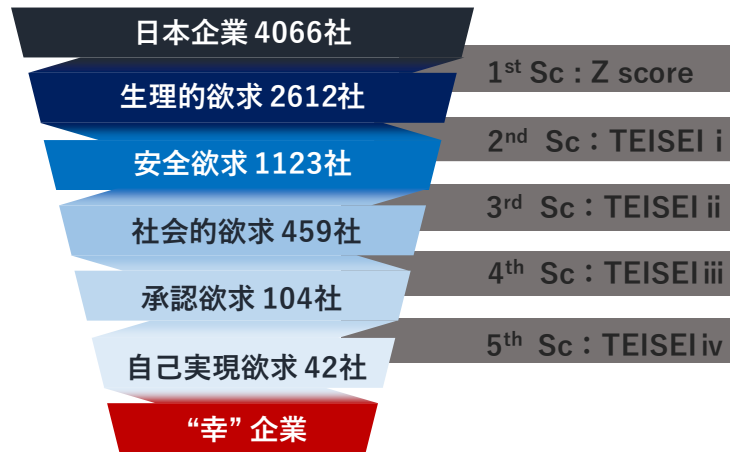 日本企業 4066社
1st Sc : Z score
生理的欲求 2612社
2nd Sc：TEISEI i
安全欲求 1123社
3rd Sc：TEISEI ii
社会的欲求 459社
4th Sc：TEISEI iii
承認欲求 104社
5th Sc：TEISEI iv
自己実現欲求 42社
“幸” 企業